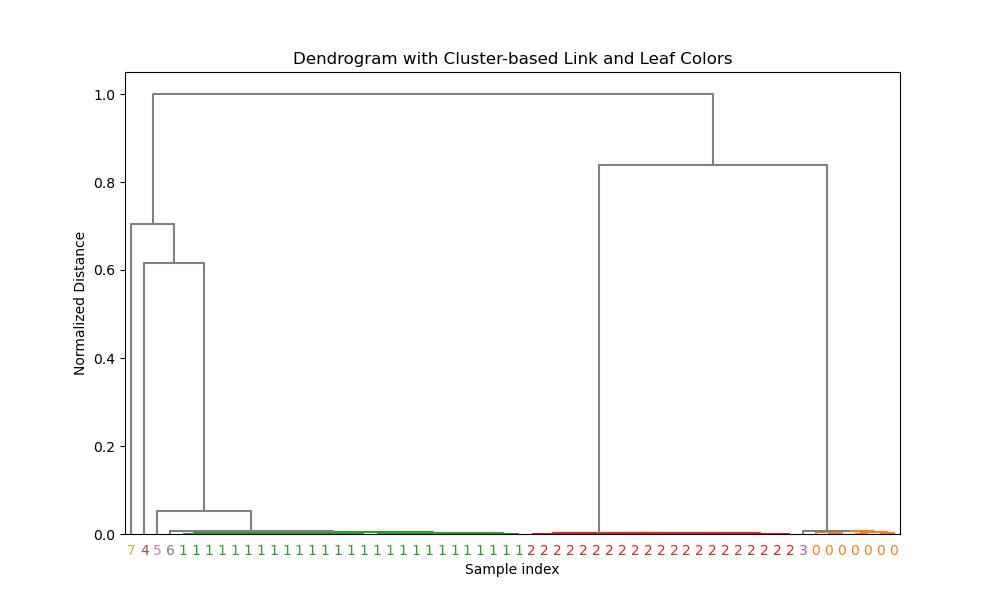 Dendrogram with Cluster-based Link and Leaf Colors
1.0
0.8
0.6
0.4
0.2
0.0
Normalized Distance
7 4 5 6 1 1 1 1 1 1 1 1 1 1 1 1 1 1 1 1 1 1 1 1 1 1 1 1 1 1 1 2 2 2 2 2 2 2 2 2 2 2 2 2 2 2 2 2 2 2 2 2 3 0 0 0 0 0 0 0
Sample index